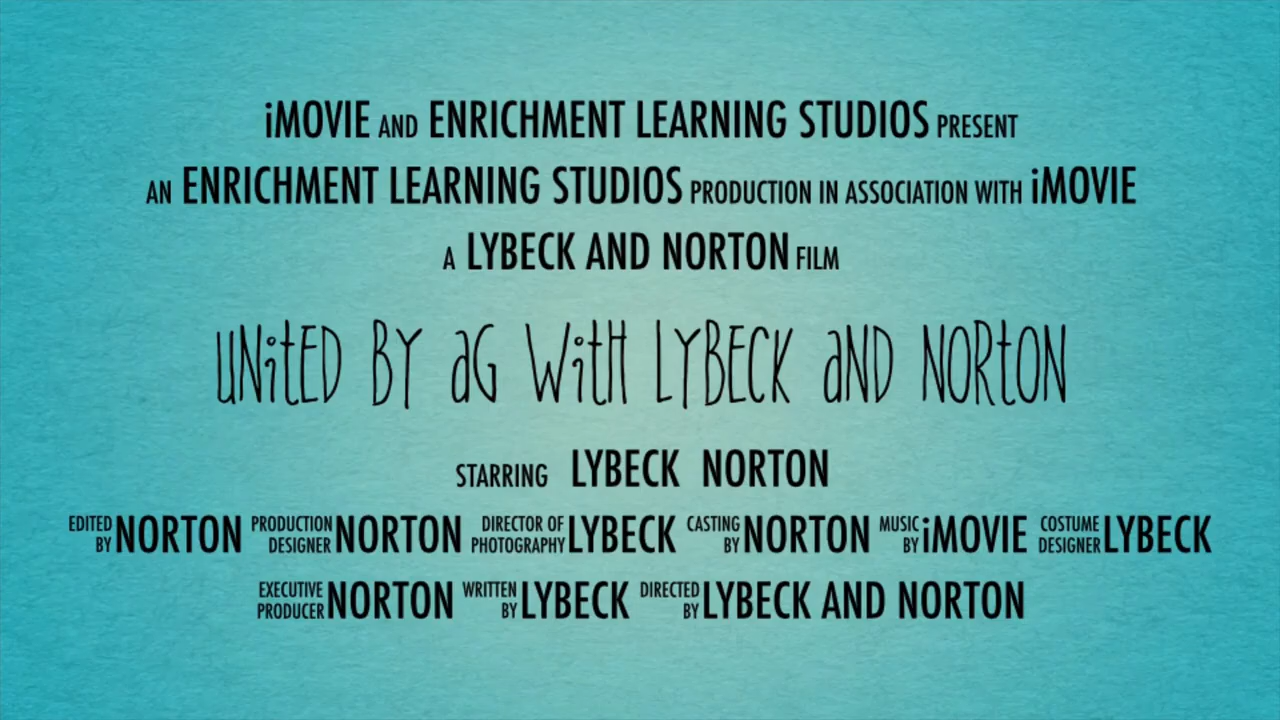 iMOVIE AND ENRICHMENT LEARNING STUDIOS PRESENT
AN ENRICHMENT LEARNING STUDIOS PRODUCTION IN ASSOCIATION WITH iMOVIE
A LYBECK AND NORTON FILM
UNitED BY aG WitH LYBECK aND NORtON
STARRING LYBECK NORTON
EDITED BY NORTON PRODUCTION DESIGNER NORTON DIRECTOR OF PHOTOGRAPHY LYBECK CASTING BY NORTON MUSIC BY iMOVIE COSTUME DESIGNER LYBECK
EXECUTIVE PRODUCER NORTON WRITTEN BY LYBECK DIRECTED BY LYBECK AND NORTON